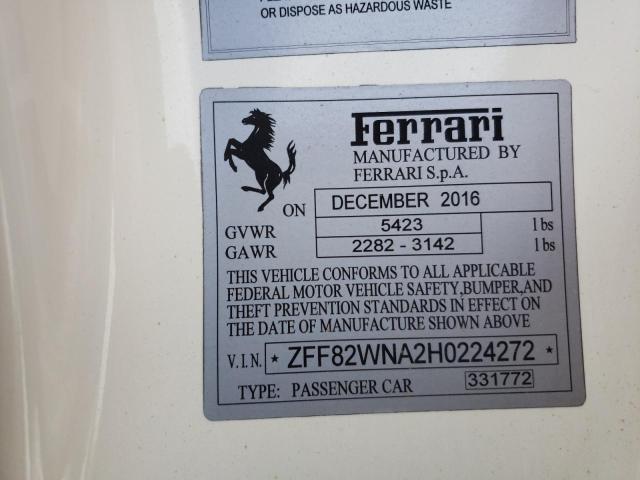 OR DISPOSE AS HAZARDOUS WASTE
Ferrari
MANUFACTURED BY
FERRARI S.p.A.
ON DECEMBER 2016
GVWR 5423 lbs
GAWR 2282 - 3142 lbs
THIS VEHICLE CONFORMS TO ALL APPLICABLE
FEDERAL MOTOR VEHICLE SAFETY,BUMPER,AND
THEFT PREVENTION STANDARDS IN EFFECT ON
THE DATE OF MANUFACTURE SHOWN ABOVE
V.I.N. * ZFF82WNA2H0224272 *
TYPE: PASSENGER CAR 331772